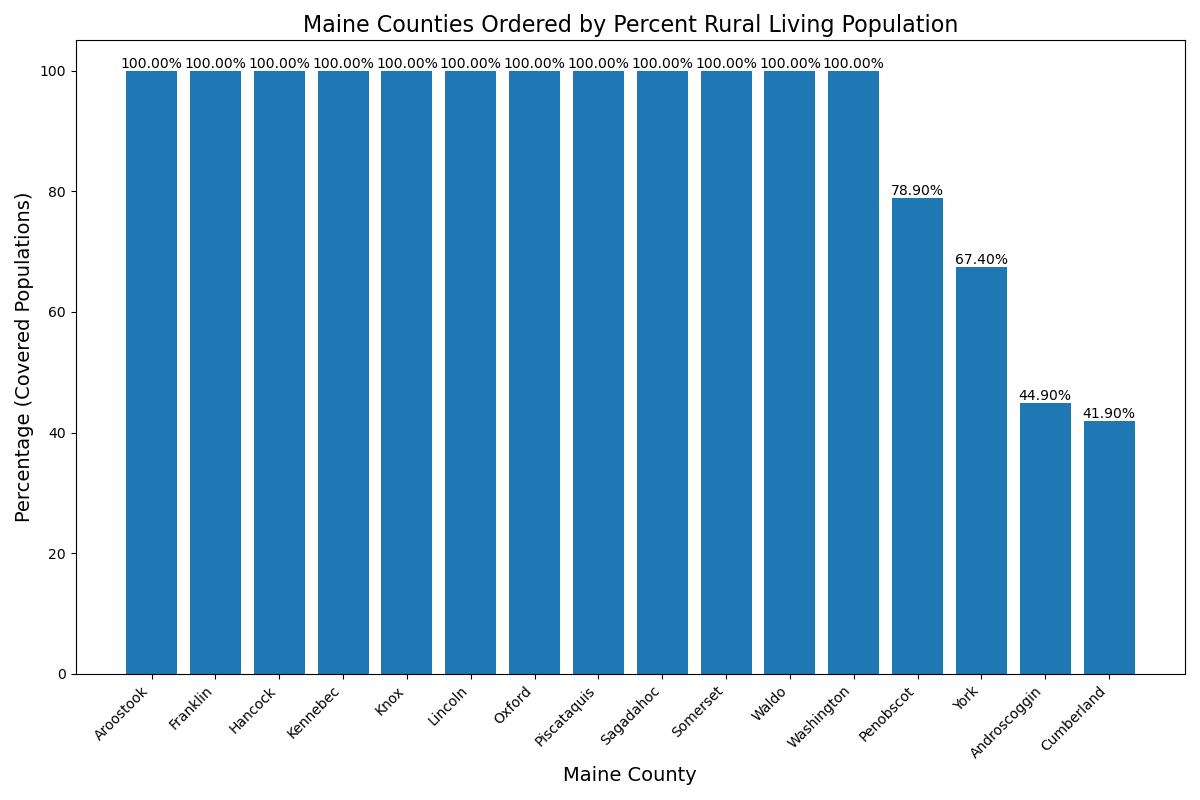 Maine Counties Ordered by Percent Rural Living Population
Percentage (Covered Populations)
100
80
60
40
20
0
100.00% 100.00% 100.00% 100.00% 100.00% 100.00% 100.00% 100.00% 100.00% 100.00% 100.00% 100.00%
78.90%
67.40%
44.90%
41.90%
Aroostook
Franklin
Hancock
Kennebec
Knox
Lincoln
Oxford
Piscataquis
Sagadahoc
Somerset
Waldo
Washington
Penobscot
York
Androscoggin
Cumberland
Maine County